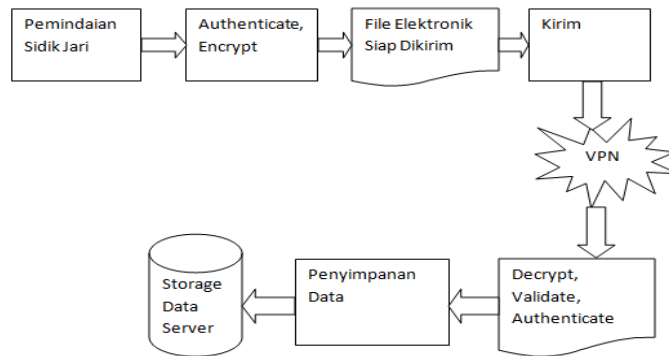 Pemindaian
Sidik Jari
Authenticate,
Encrypt
File Elektronik
Siap Dikirim
Kirim
VPN
Decrypt,
Validate,
Authenticate
Penyimpanan
Data
Storage
Data
Server